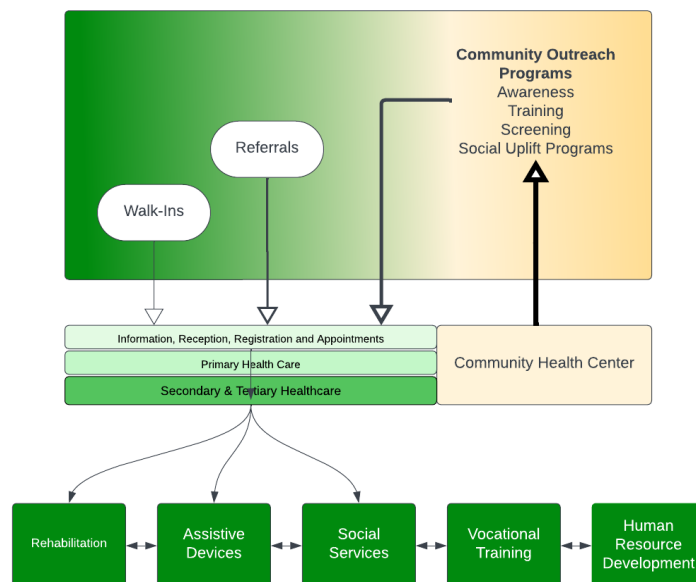 Community Outreach
Programs
Awareness
Training
Screening
Social Uplift Programs
Referrals
Walk-Ins
Information, Reception, Registration and Appointments
Primary Health Care
Secondary & Tertiary Healthcare
Community Health Center
Rehabilitation
Assistive
Devices
Social
Services
Vocational
Training
Human
Resource
Development